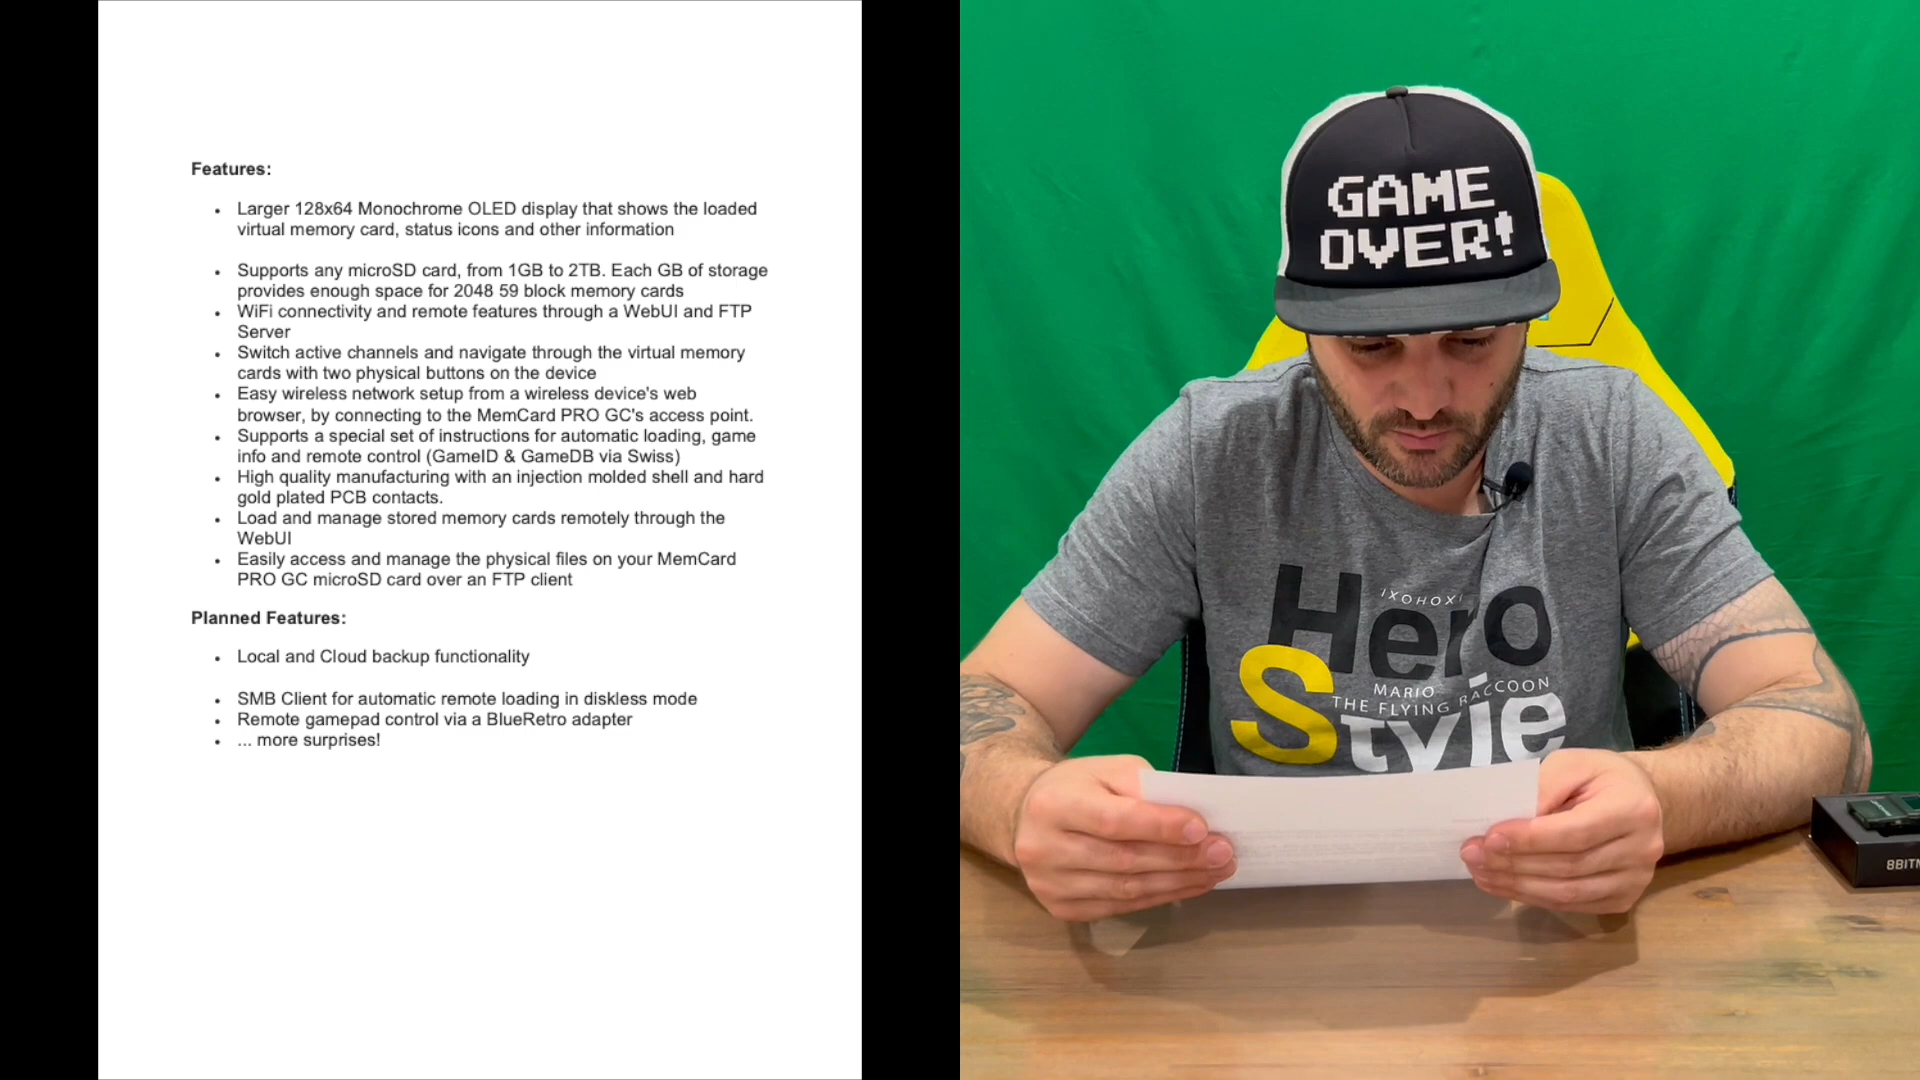 Features:
• Larger 128x64 Monochrome OLED display that shows the loaded
virtual memory card, status icons and other information
• Supports any microSD card, from 1GB to 2TB. Each GB of storage
provides enough space for 2048 59 block memory cards
• WiFi connectivity and remote features through a WebUI and FTP
Server
• Switch active channels and navigate through the virtual memory
cards with two physical buttons on the device
• Easy wireless network setup from a wireless device's web
browser, by connecting to the MemCard PRO GC's access point.
• Supports a special set of instructions for automatic loading, game
info and remote control (GameID & GameDB via Swiss)
• High quality manufacturing with an injection molded shell and hard
gold plated PCB contacts.
• Load and manage stored memory cards remotely through the
WebUI
• Easily access and manage the physical files on your MemCard
PRO GC microSD card over an FTP client
Planned Features:
• Local and Cloud backup functionality
• SMB Client for automatic remote loading in diskless mode
• Remote gamepad control via a BlueRetro adapter
• ... more surprises!
GAME
OVER!
IXOHOXI
Hero
MARIO
THE FLYING RACCOON
Style
8BITM